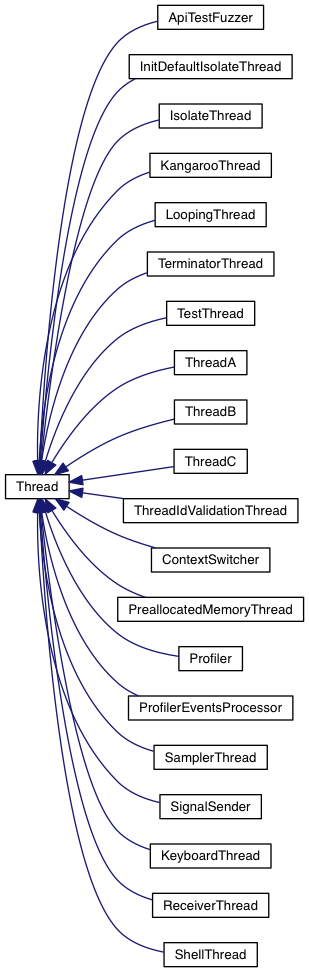 ApiTestFuzzer
InitDefaultIsolateThread
IsolateThread
KangarooThread
LoopingThread
TerminatorThread
TestThread
ThreadA
ThreadB
ThreadC
Thread
ThreadIdValidationThread
ContextSwitcher
PreallocatedMemoryThread
Profiler
ProfilerEventsProcessor
SamplerThread
SignalSender
KeyboardThread
ReceiverThread
ShellThread